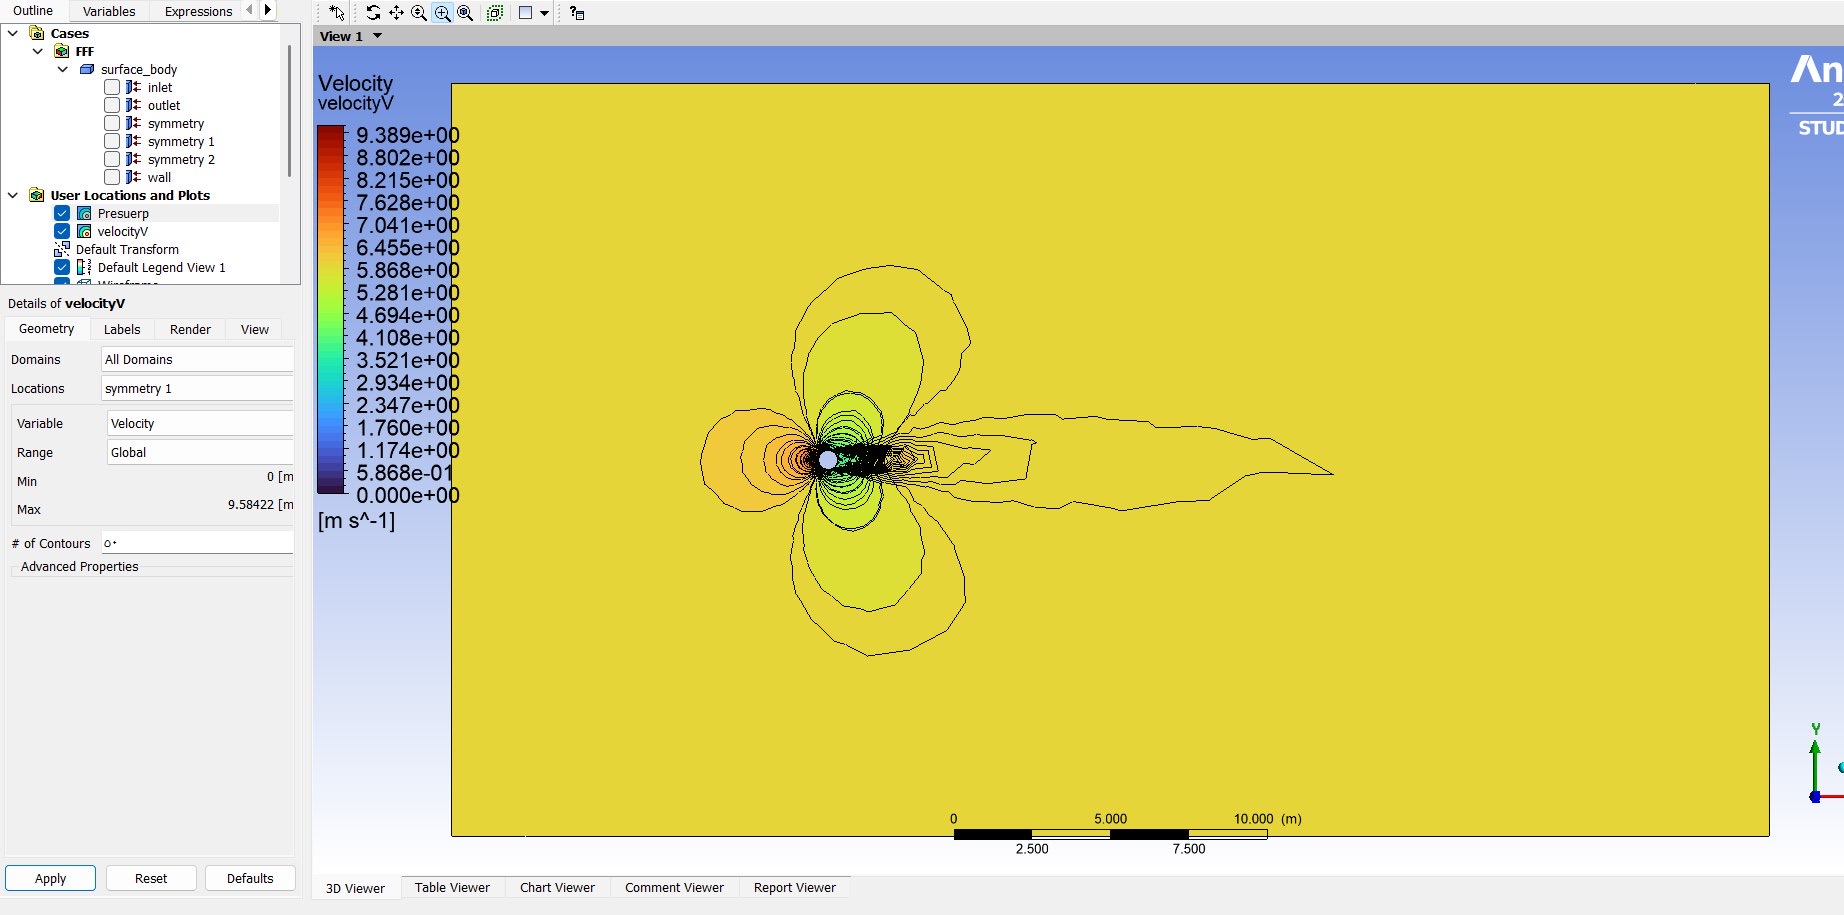 Outline Variables Expressions
Cases
FFF
surface_body
inlet
outlet
symmetry
symmetry 1
symmetry 2
wall
User Locations and Plots
Presuerp
velocityV
Default Transform
Default Legend View 1
Details of velocityV
Geometry Labels Render View
Domains All Domains
Locations symmetry 1
Variable Velocity
Range Global
Min 0 [m
Max 9.58422 [m
# of Contours ٥٠
Advanced Properties
Apply Reset Defaults
View 1
Velocity
velocityV
9.389e+00
8.802e+00
8.215e+00
7.628e+00
7.041e+00
6.455e+00
5.868e+00
5.281e+00
4.694e+00
4.108e+00
3.521e+00
2.934e+00
2.347e+00
1.760e+00
1.174e+00
5.868e-01
0.000e+00
[m s^-1]
An
2
STUD
Y
0 5.000 10.000 (m)
2.500 7.500
3D Viewer Table Viewer Chart Viewer Comment Viewer Report Viewer